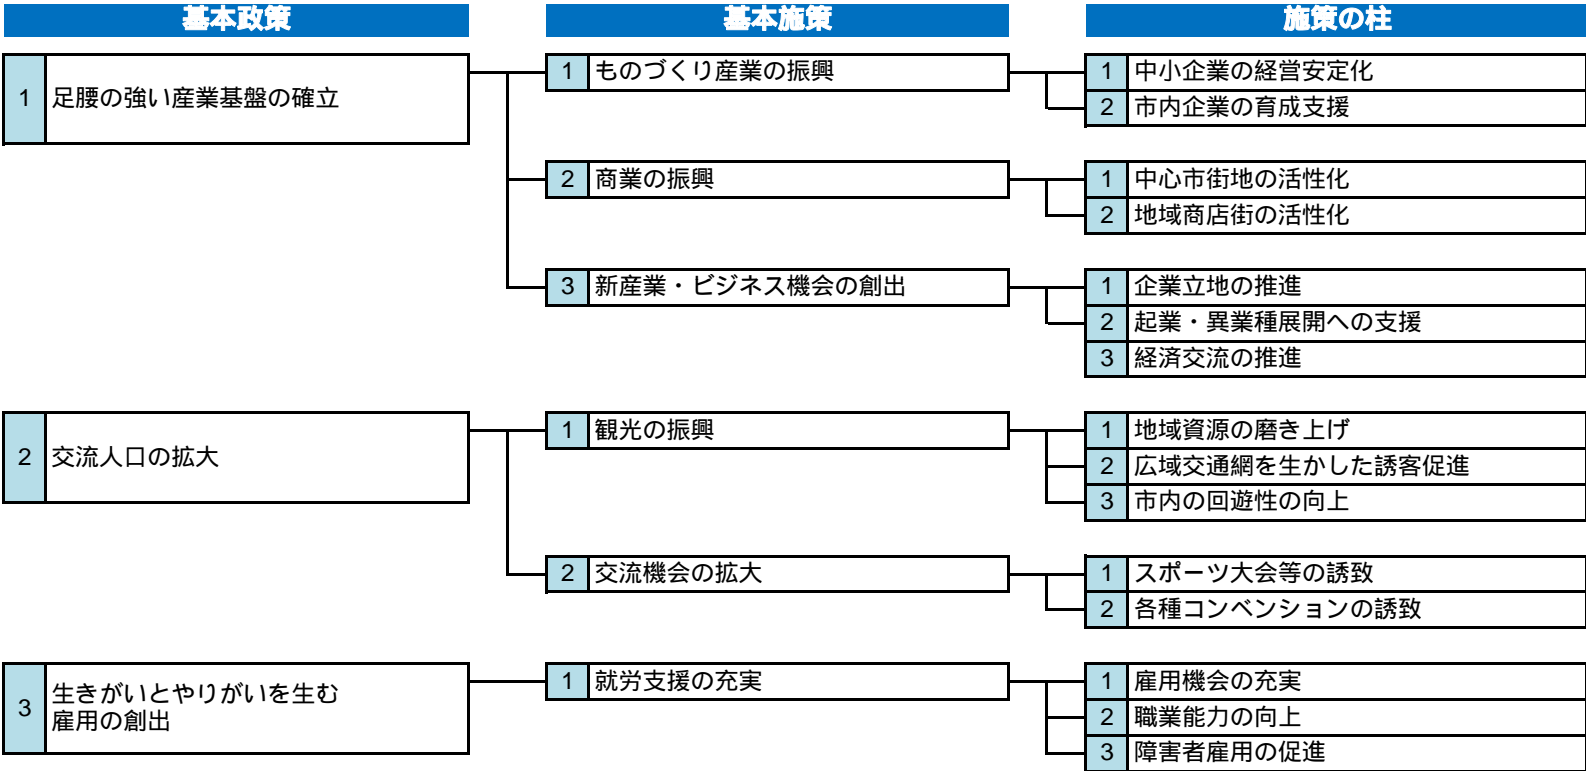 基本政策 基本施策 施策の柱
1 足腰の強い産業基盤の確立
1 ものづくり産業の振興
1 中小企業の経営安定化
2 市内企業の育成支援
2 商業の振興
1 中心市街地の活性化
2 地域商店街の活性化
3 新産業・ビジネス機会の創出
1 企業立地の推進
2 起業・異業種展開への支援
3 経済交流の推進
2 交流人口の拡大
1 観光の振興
1 地域資源の磨き上げ
2 広域交通網を生かした誘客促進
3 市内の回遊性の向上
2 交流機会の拡大
1 スポーツ大会等の誘致
2 各種コンベンションの誘致
3 生きがいとやりがいを生む
雇用の創出
1 就労支援の充実
1 雇用機会の充実
2 職業能力の向上
3 障害者雇用の促進